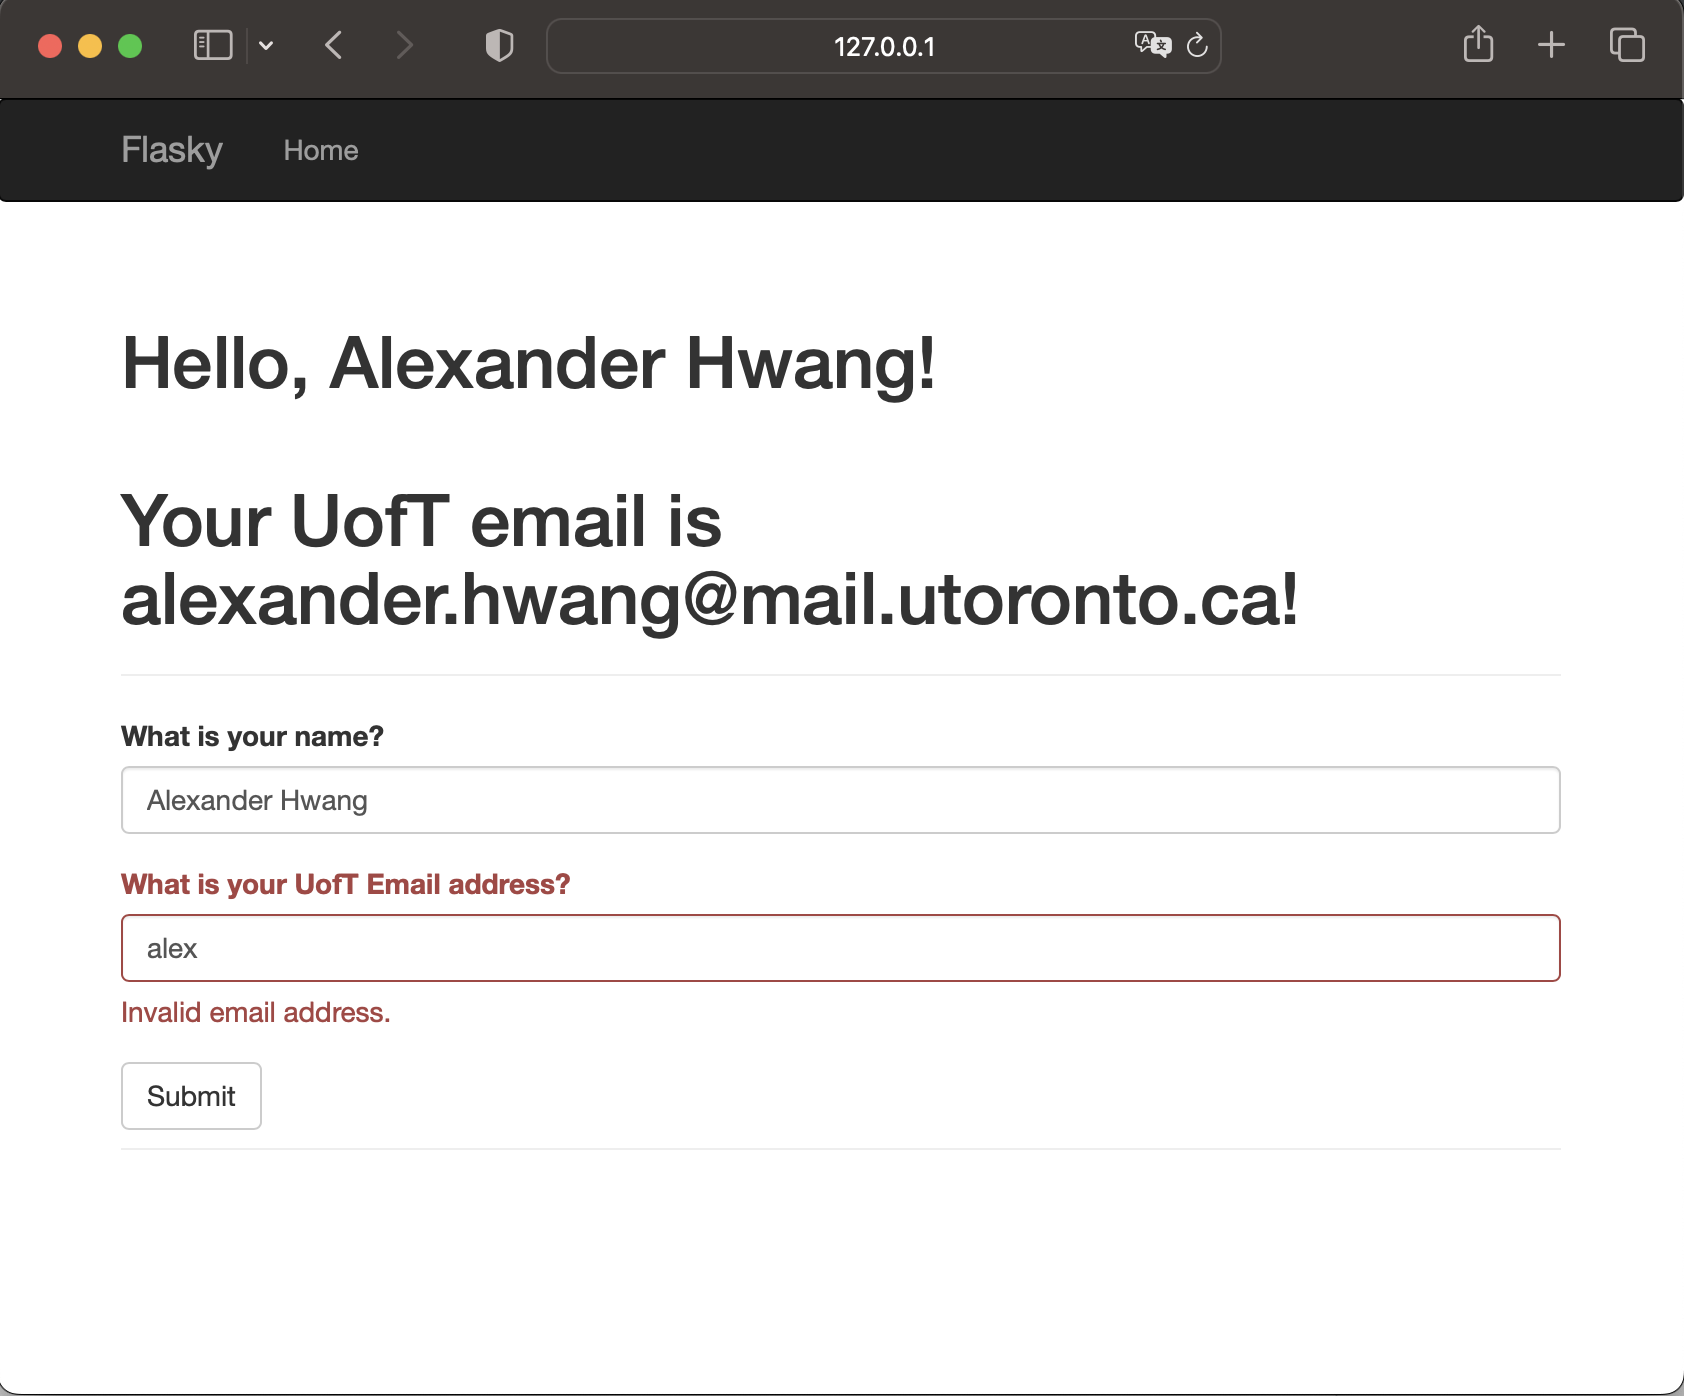 127.0.0.1
Flasky Home
Hello, Alexander Hwang!
Your UofT email is
alexander.hwang@mail.utoronto.ca!
What is your name?
Alexander Hwang
What is your UofT Email address?
alex
Invalid email address.
Submit